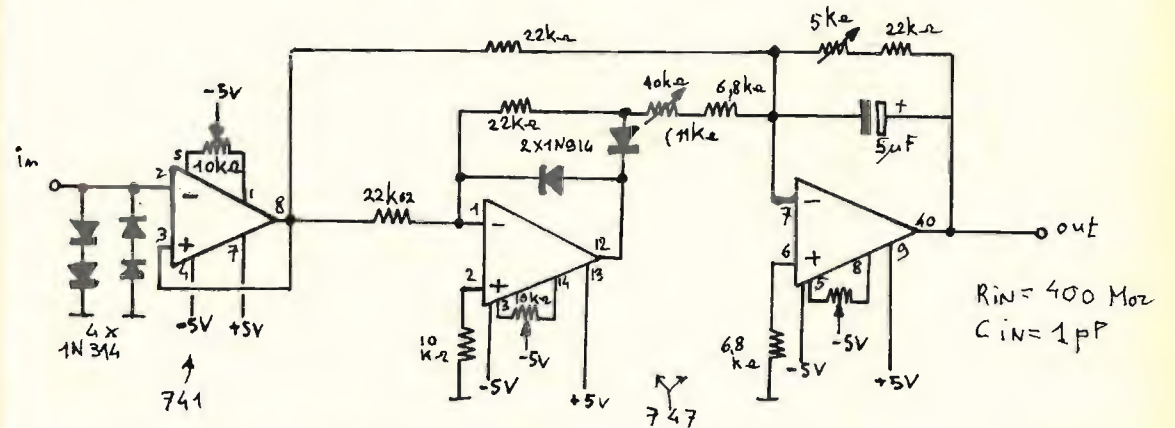 22kΩ
5kΩ
22kΩ
-5V
40kΩ
6,8kΩ
22kΩ
(11kΩ
+
5µF
in
5
10kΩ
2X1N914
2
-
1
8
22kΩ
1
-
12
7
-
10
out
3
+
4
7
13
6
+
8
9
2
+
3
10kΩ
14
5
-5V
+5V
4x
1N914
10
kΩ
-5V
-5V
+5V
6,8
kΩ
-5V
-5V
+5V
RiN = 400 MΩ
CiN = 1pF
741
747